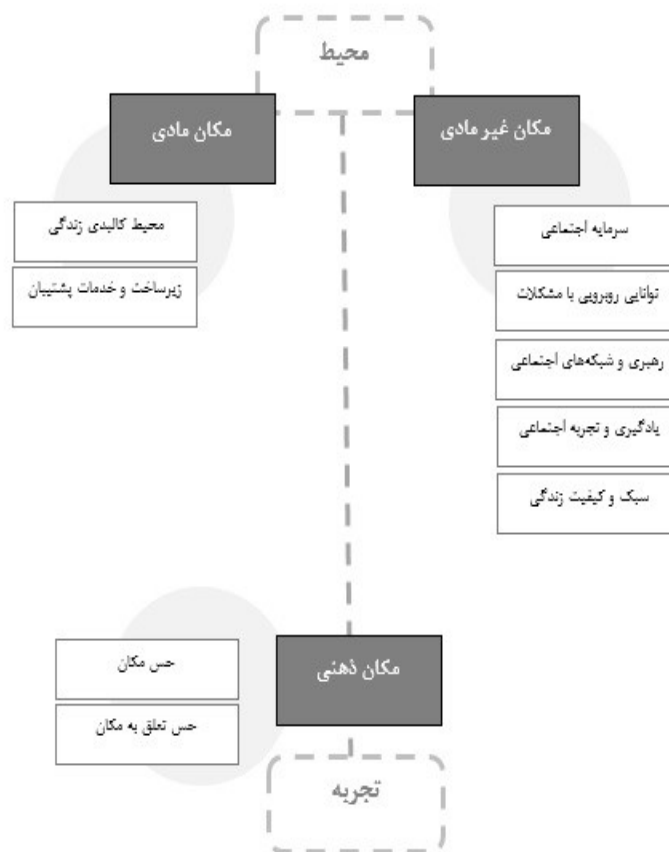 محیط
مکان غیر مادی
مکان مادی
سرمایه اجتماعی
توانایی روبرویی با مشکلات
رهبری و شبکه‌های اجتماعی
یادگیری و تجربه اجتماعی
سبک و کیفیت زندگی
محیط کالبدی زندگی
زیرساخت و خدمات پشتیبان
مکان ذهنی
حس مکان
حس تعلق به مکان
تجربه